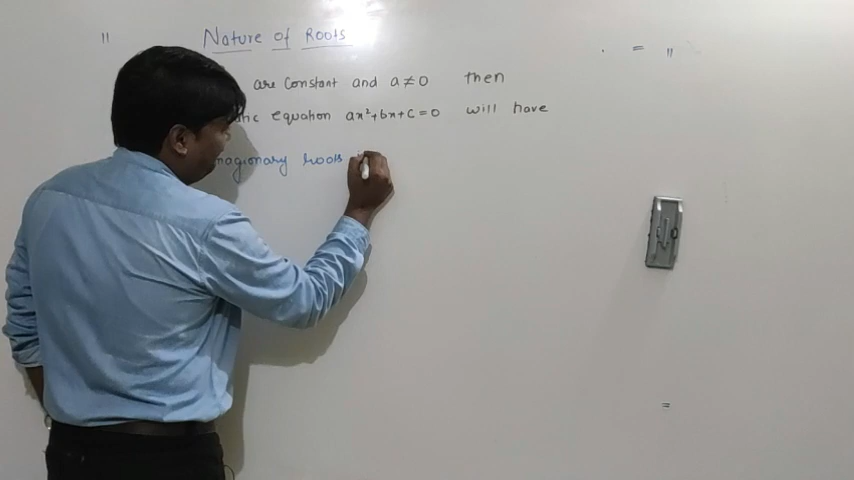 Nature of Roots
are Constant and a≠0 then
equation ax²+bx+c=0 will have
roots